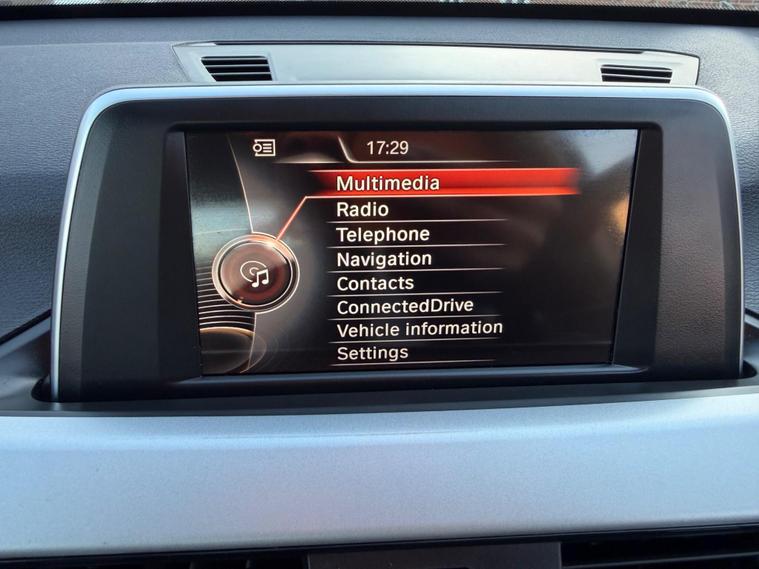 17:29
Multimedia
Radio
Telephone
Navigation
Contacts
ConnectedDrive
Vehicle information
Settings